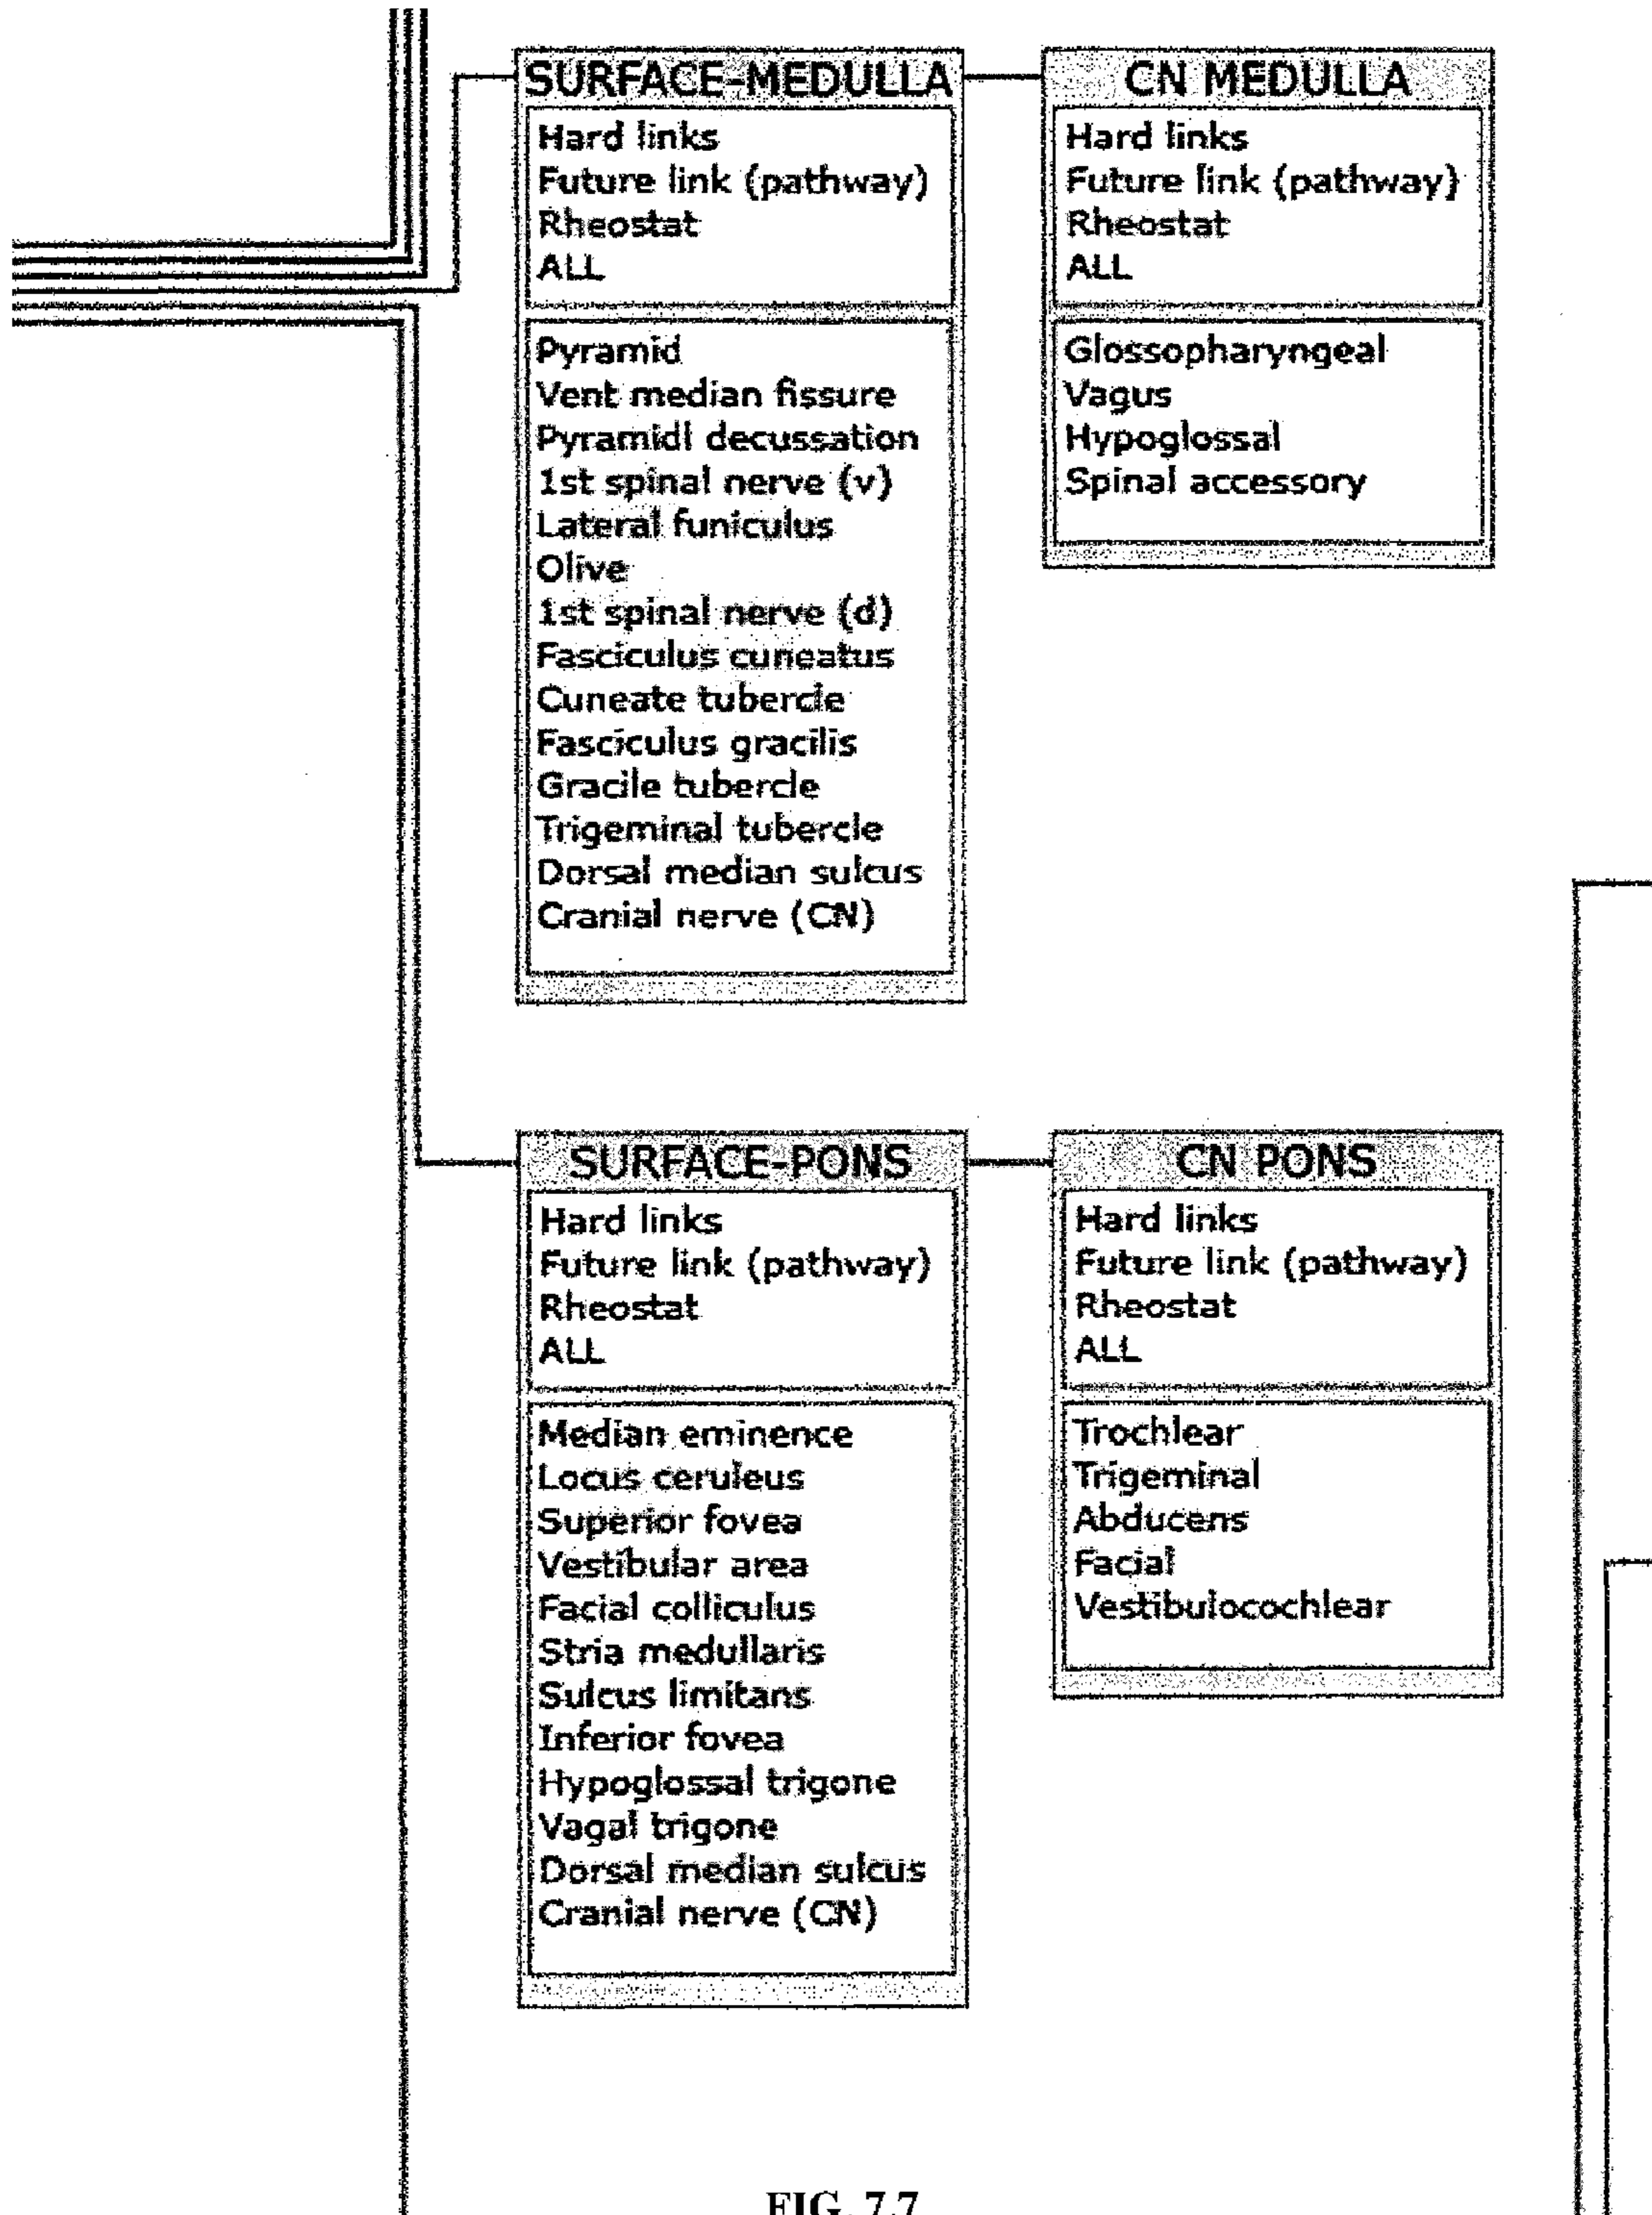 SURFACE-MEDULLA
Hard links
Future link (pathway)
Rheostat
ALL
Pyramid
Vent median fissure
Pyramidl decussation
1st spinal nerve (v)
Lateral funiculus
Olive
1st spinal nerve (d)
Fasciculus cuneatus
Cuneate tubercle
Fasciculus gracilis
Gracile tubercle
Trigeminal tubercle
Dorsal median sulcus
Cranial nerve (CN)
CN MEDULLA
Hard links
Future link (pathway)
Rheostat
ALL
Glossopharyngeal
Vagus
Hypoglossal
Spinal accessory
SURFACE-PONS
Hard links
Future link (pathway)
Rheostat
ALL
Median eminence
Locus ceruleus
Superior fovea
Vestibular area
Facial colliculus
Stria medullaris
Sulcus limitans
Inferior fovea
Hypoglossal trigone
Vagal trigone
Dorsal median sulcus
Cranial nerve (CN)
CN PONS
Hard links
Future link (pathway)
Rheostat
ALL
Trochlear
Trigeminal
Abducens
Facial
Vestibulocochlear
FIG. 7.7